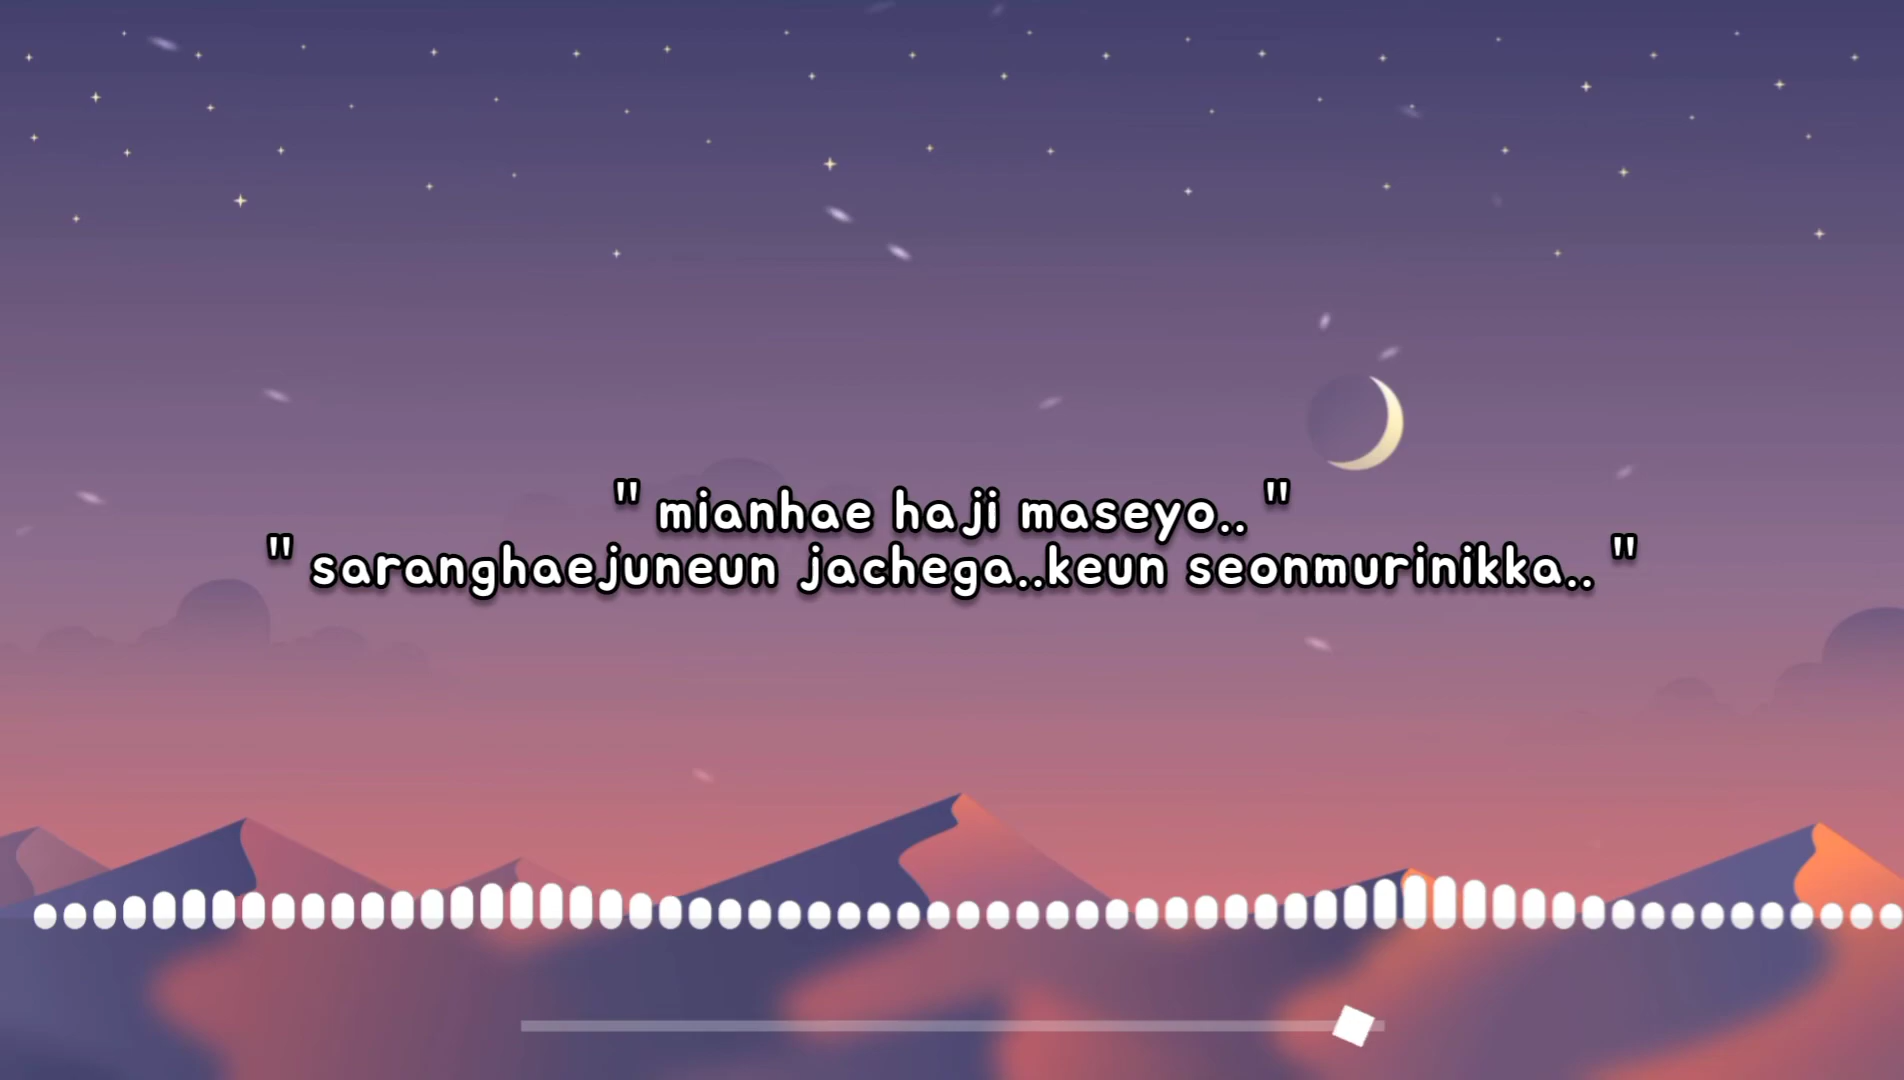 " mianhae haji maseyo.. "
" saranghaejuneun jachega..keun seonmurinikka.. "